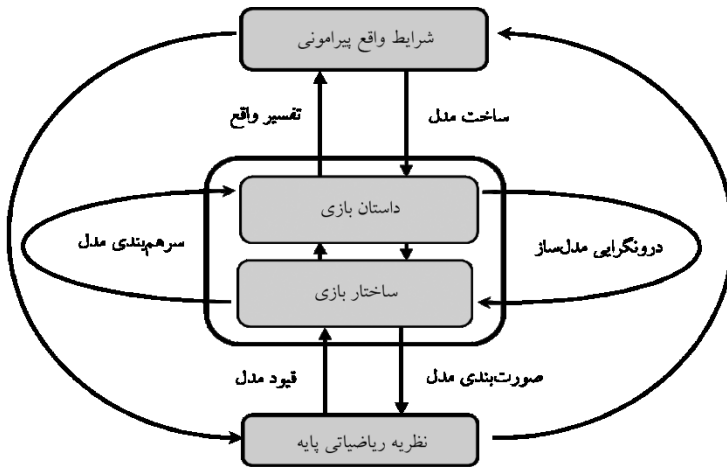 شرایط واقع پیرامونی
ساخت مدل
تفسیر واقع
داستان بازی
درونگرایی مدل‌ساز
سرهم‌بندی مدل
ساختار بازی
صورت‌بندی مدل
قیود مدل
نظریه ریاضیاتی پایه